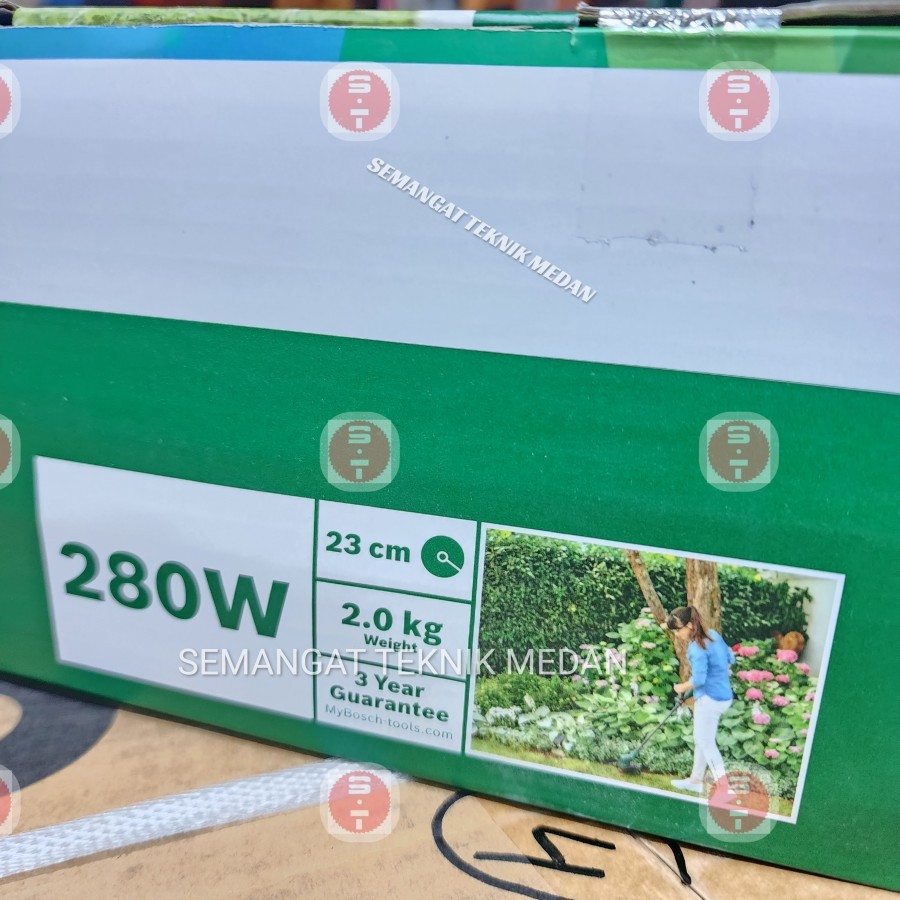 S·T
S·T
SEMANGAT TEKNIK MEDAN
S·T
S·T
280W
23 cm
2.0 kg
Weight
SEMANGAT TEKNIK MEDAN
3 Year
Guarantee
MyBosch-tools.com
S·T
S·T